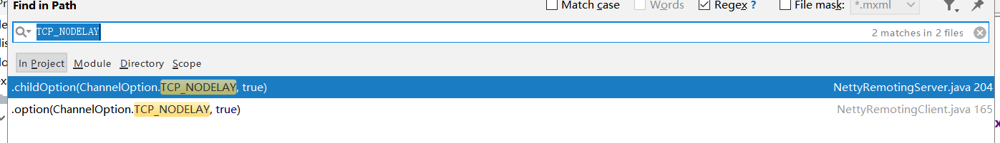 Find in Path
Match case
Words
Regex ?
File mask:
*.mxml
TCP_NODELAY
2 matches in 2 files
In Project
Module
Directory
Scope
.childOption(ChannelOption.TCP_NODELAY, true) NettyRemotingServer.java 204
.option(ChannelOption.TCP_NODELAY, true) NettyRemotingClient.java 165